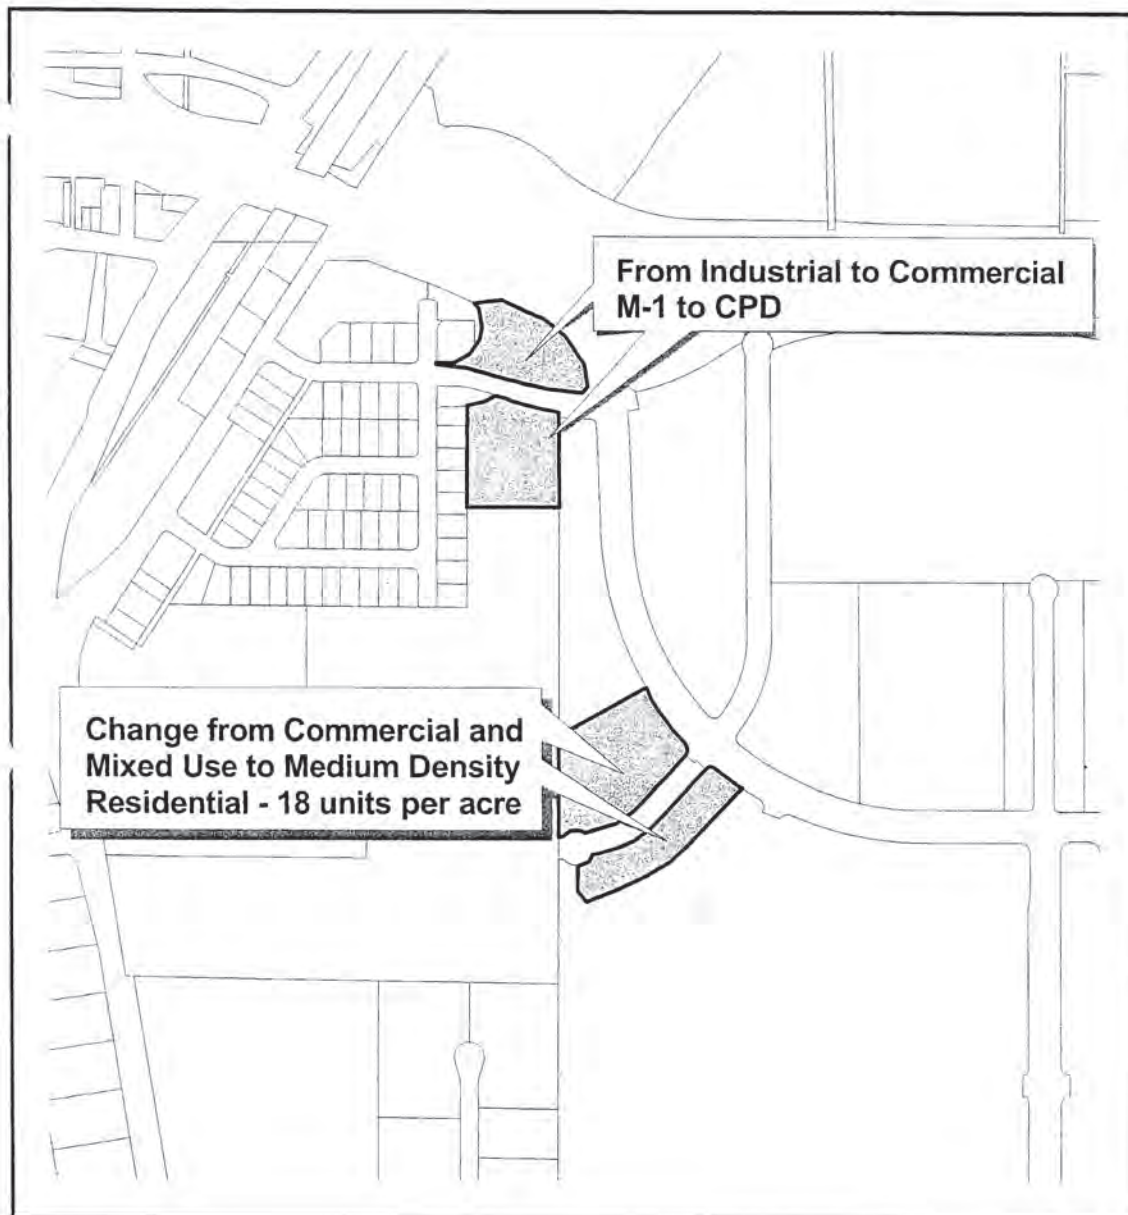 From Industrial to Commercial
M-1 to CPD
Change from Commercial and
Mixed Use to Medium Density
Residential - 18 units per acre